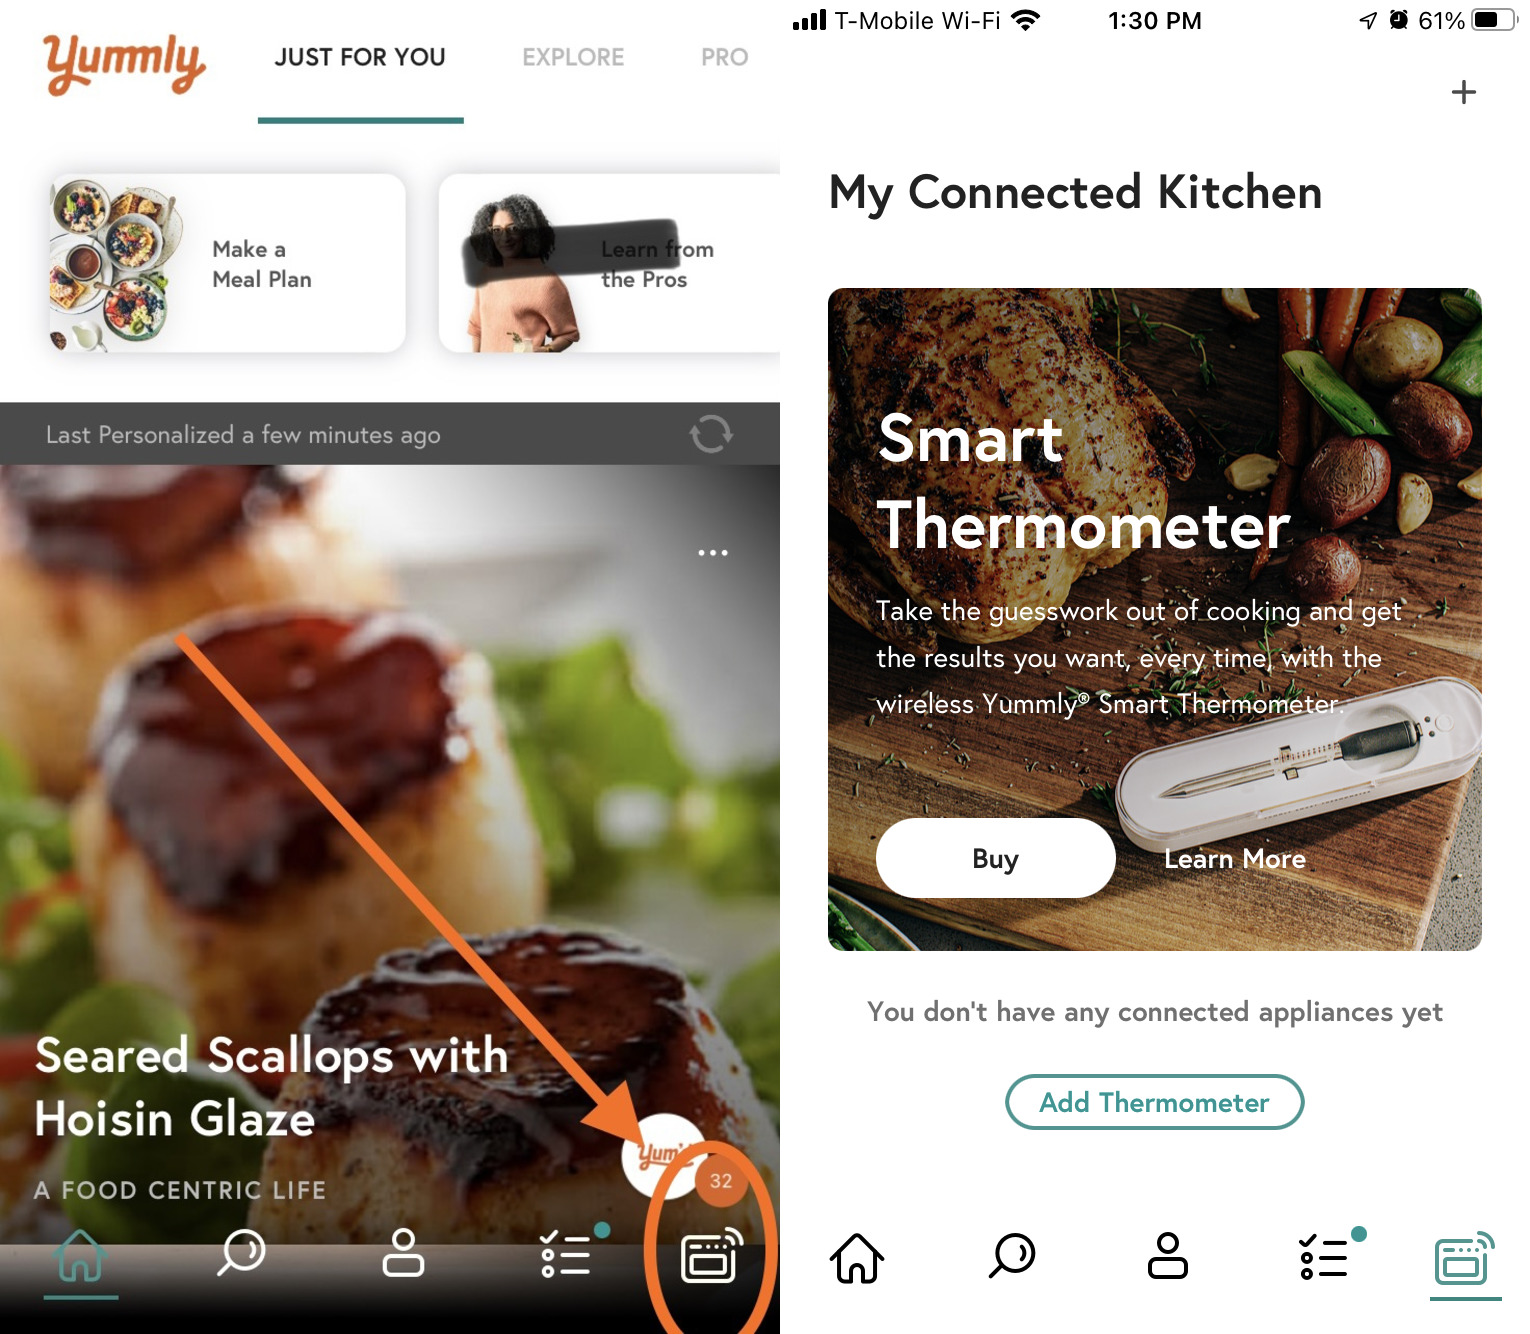 Yummly
JUST FOR YOU
EXPLORE
PRO
Make a
Meal Plan
Learn from
the Pros
Last Personalized a few minutes ago
Seared Scallops with
Hoisin Glaze
A FOOD CENTRIC LIFE
32
T-Mobile Wi-Fi
1:30 PM
61%
My Connected Kitchen
Smart
Thermometer
Take the guesswork out of cooking and get
the results you want, every time, with the
wireless Yummly® Smart Thermometer.
Buy
Learn More
You don't have any connected appliances yet
Add Thermometer